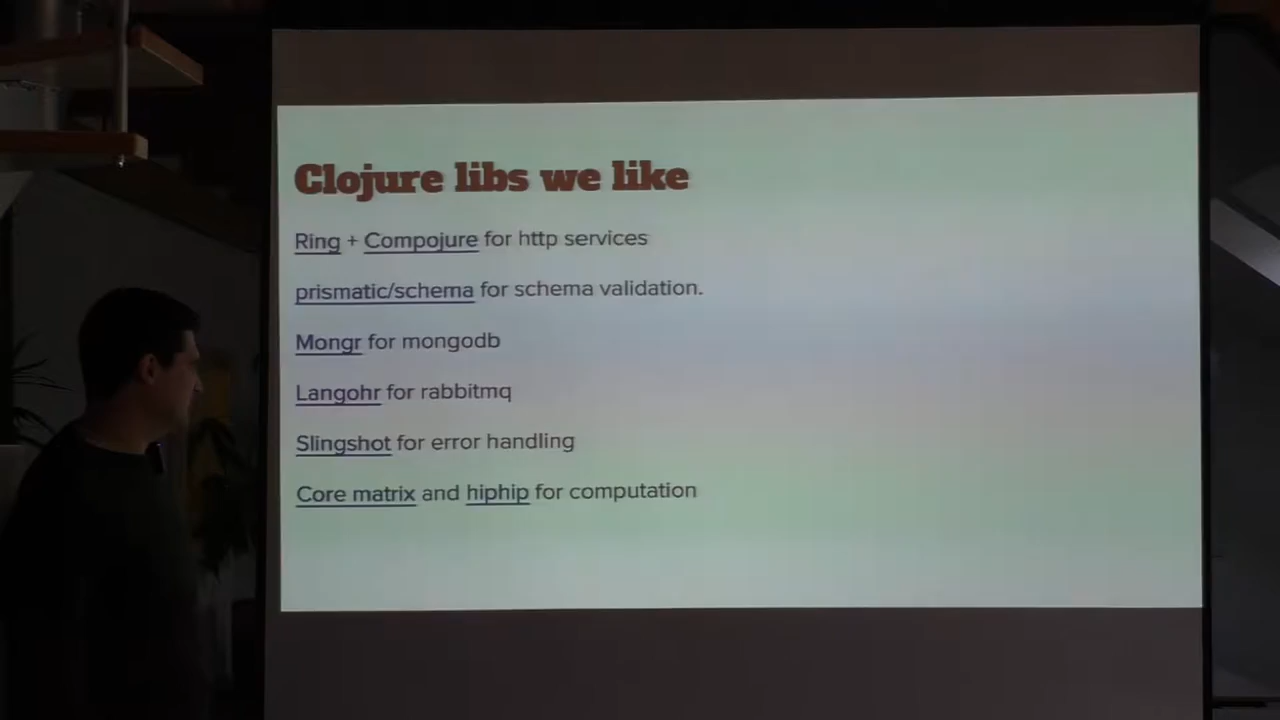 Clojure libs we like
Ring + Compojure for http services
prismatic/schema for schema validation.
Mongr for mongodb
Langohr for rabbitmq
Slingshot for error handling
Core matrix and hiphip for computation